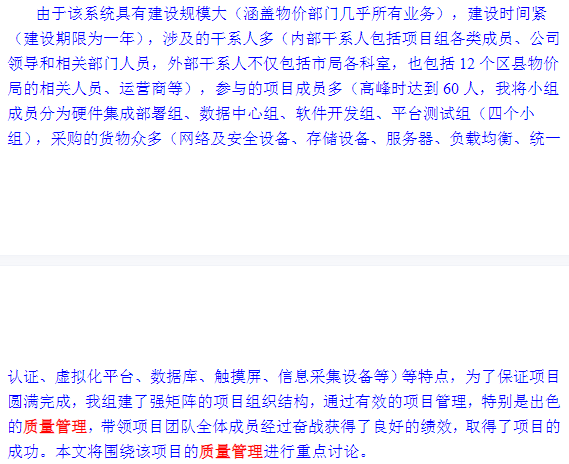 由于该系统具有建设规模大（涵盖物价部门几乎所有业务），建设时间紧
（建设期限为一年），涉及的干系人多（内部干系人包括项目组各类成员、公司
领导和相关部门人员，外部干系人不仅包括市局各科室，也包括 12 个区县物价
局的相关人员、运营商等），参与的项目成员多（高峰时达到 60 人，我将小组
成员分为硬件集成部署组、数据中心组、软件开发组、平台测试组（四个小
组），采购的货物众多（网络及安全设备、存储设备、服务器、负载均衡、统一
认证、虚拟化平台、数据库、触摸屏、信息采集设备等）等特点，为了保证项目
圆满完成，我组建了强矩阵的项目组织结构，通过有效的项目管理，特别是出色
的质量管理，带领项目团队全体成员经过奋战获得了良好的绩效，取得了项目的
成功。本文将围绕该项目的质量管理进行重点讨论。